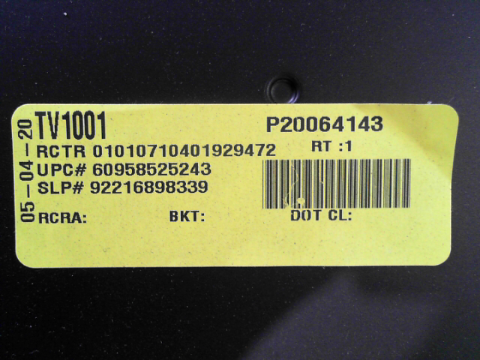 05-04-20
TV1001 P20064143
RCTR 01010710401929472 RT :1
UPC# 60958525243
SLP# 92216898339
RCRA: BKT: DOT CL: